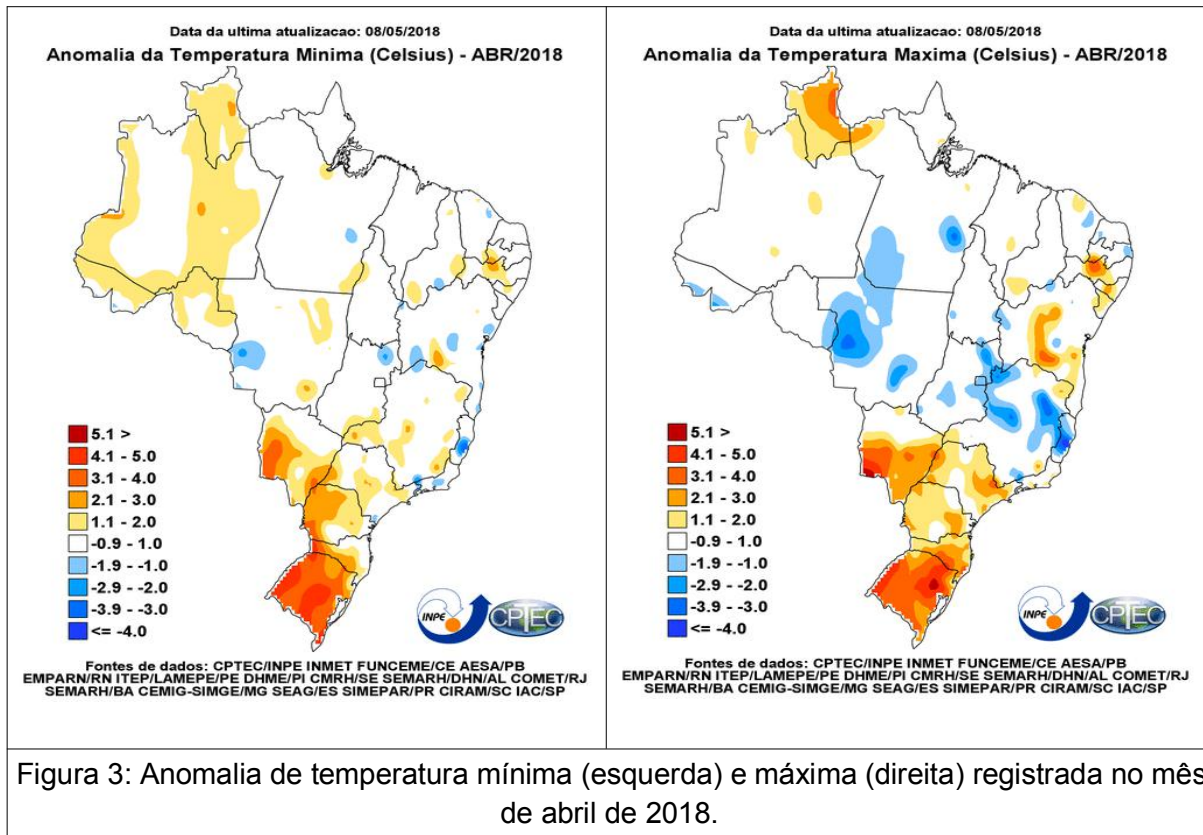 Data da ultima atualizacao: 08/05/2018
Anomalia da Temperatura Minima (Celsius) - ABR/2018
5.1 >
4.1 - 5.0
3.1 - 4.0
2.1 - 3.0
1.1 - 2.0
-0.9 - 1.0
-1.9 - -1.0
-2.9 - -2.0
-3.9 - -3.0
<= -4.0
INPE
CPTEC
Fontes de dados: CPTEC/INPE INMET FUNCEME/CE AESA/PB
EMPARN/RN ITEP/LAMEPE/PE DHME/PI CMRH/SE SEMARH/DHN/AL COMET/RJ
SEMARH/BA CEMIG-SIMGE/MG SEAG/ES SIMEPAR/PR CIRAM/SC IAC/SP
Data da ultima atualizacao: 08/05/2018
Anomalia da Temperatura Maxima (Celsius) - ABR/2018
5.1 >
4.1 - 5.0
3.1 - 4.0
2.1 - 3.0
1.1 - 2.0
-0.9 - 1.0
-1.9 - -1.0
-2.9 - -2.0
-3.9 - -3.0
<= -4.0
INPE
CPTEC
Fontes de dados: CPTEC/INPE INMET FUNCEME/CE AESA/PB
EMPARN/RN ITEP/LAMEPE/PE DHME/PI CMRH/SE SEMARH/DHN/AL COMET/RJ
SEMARH/BA CEMIG-SIMGE/MG SEAG/ES SIMEPAR/PR CIRAM/SC IAC/SP
Figura 3: Anomalia de temperatura mínima (esquerda) e máxima (direita) registrada no mês
de abril de 2018.